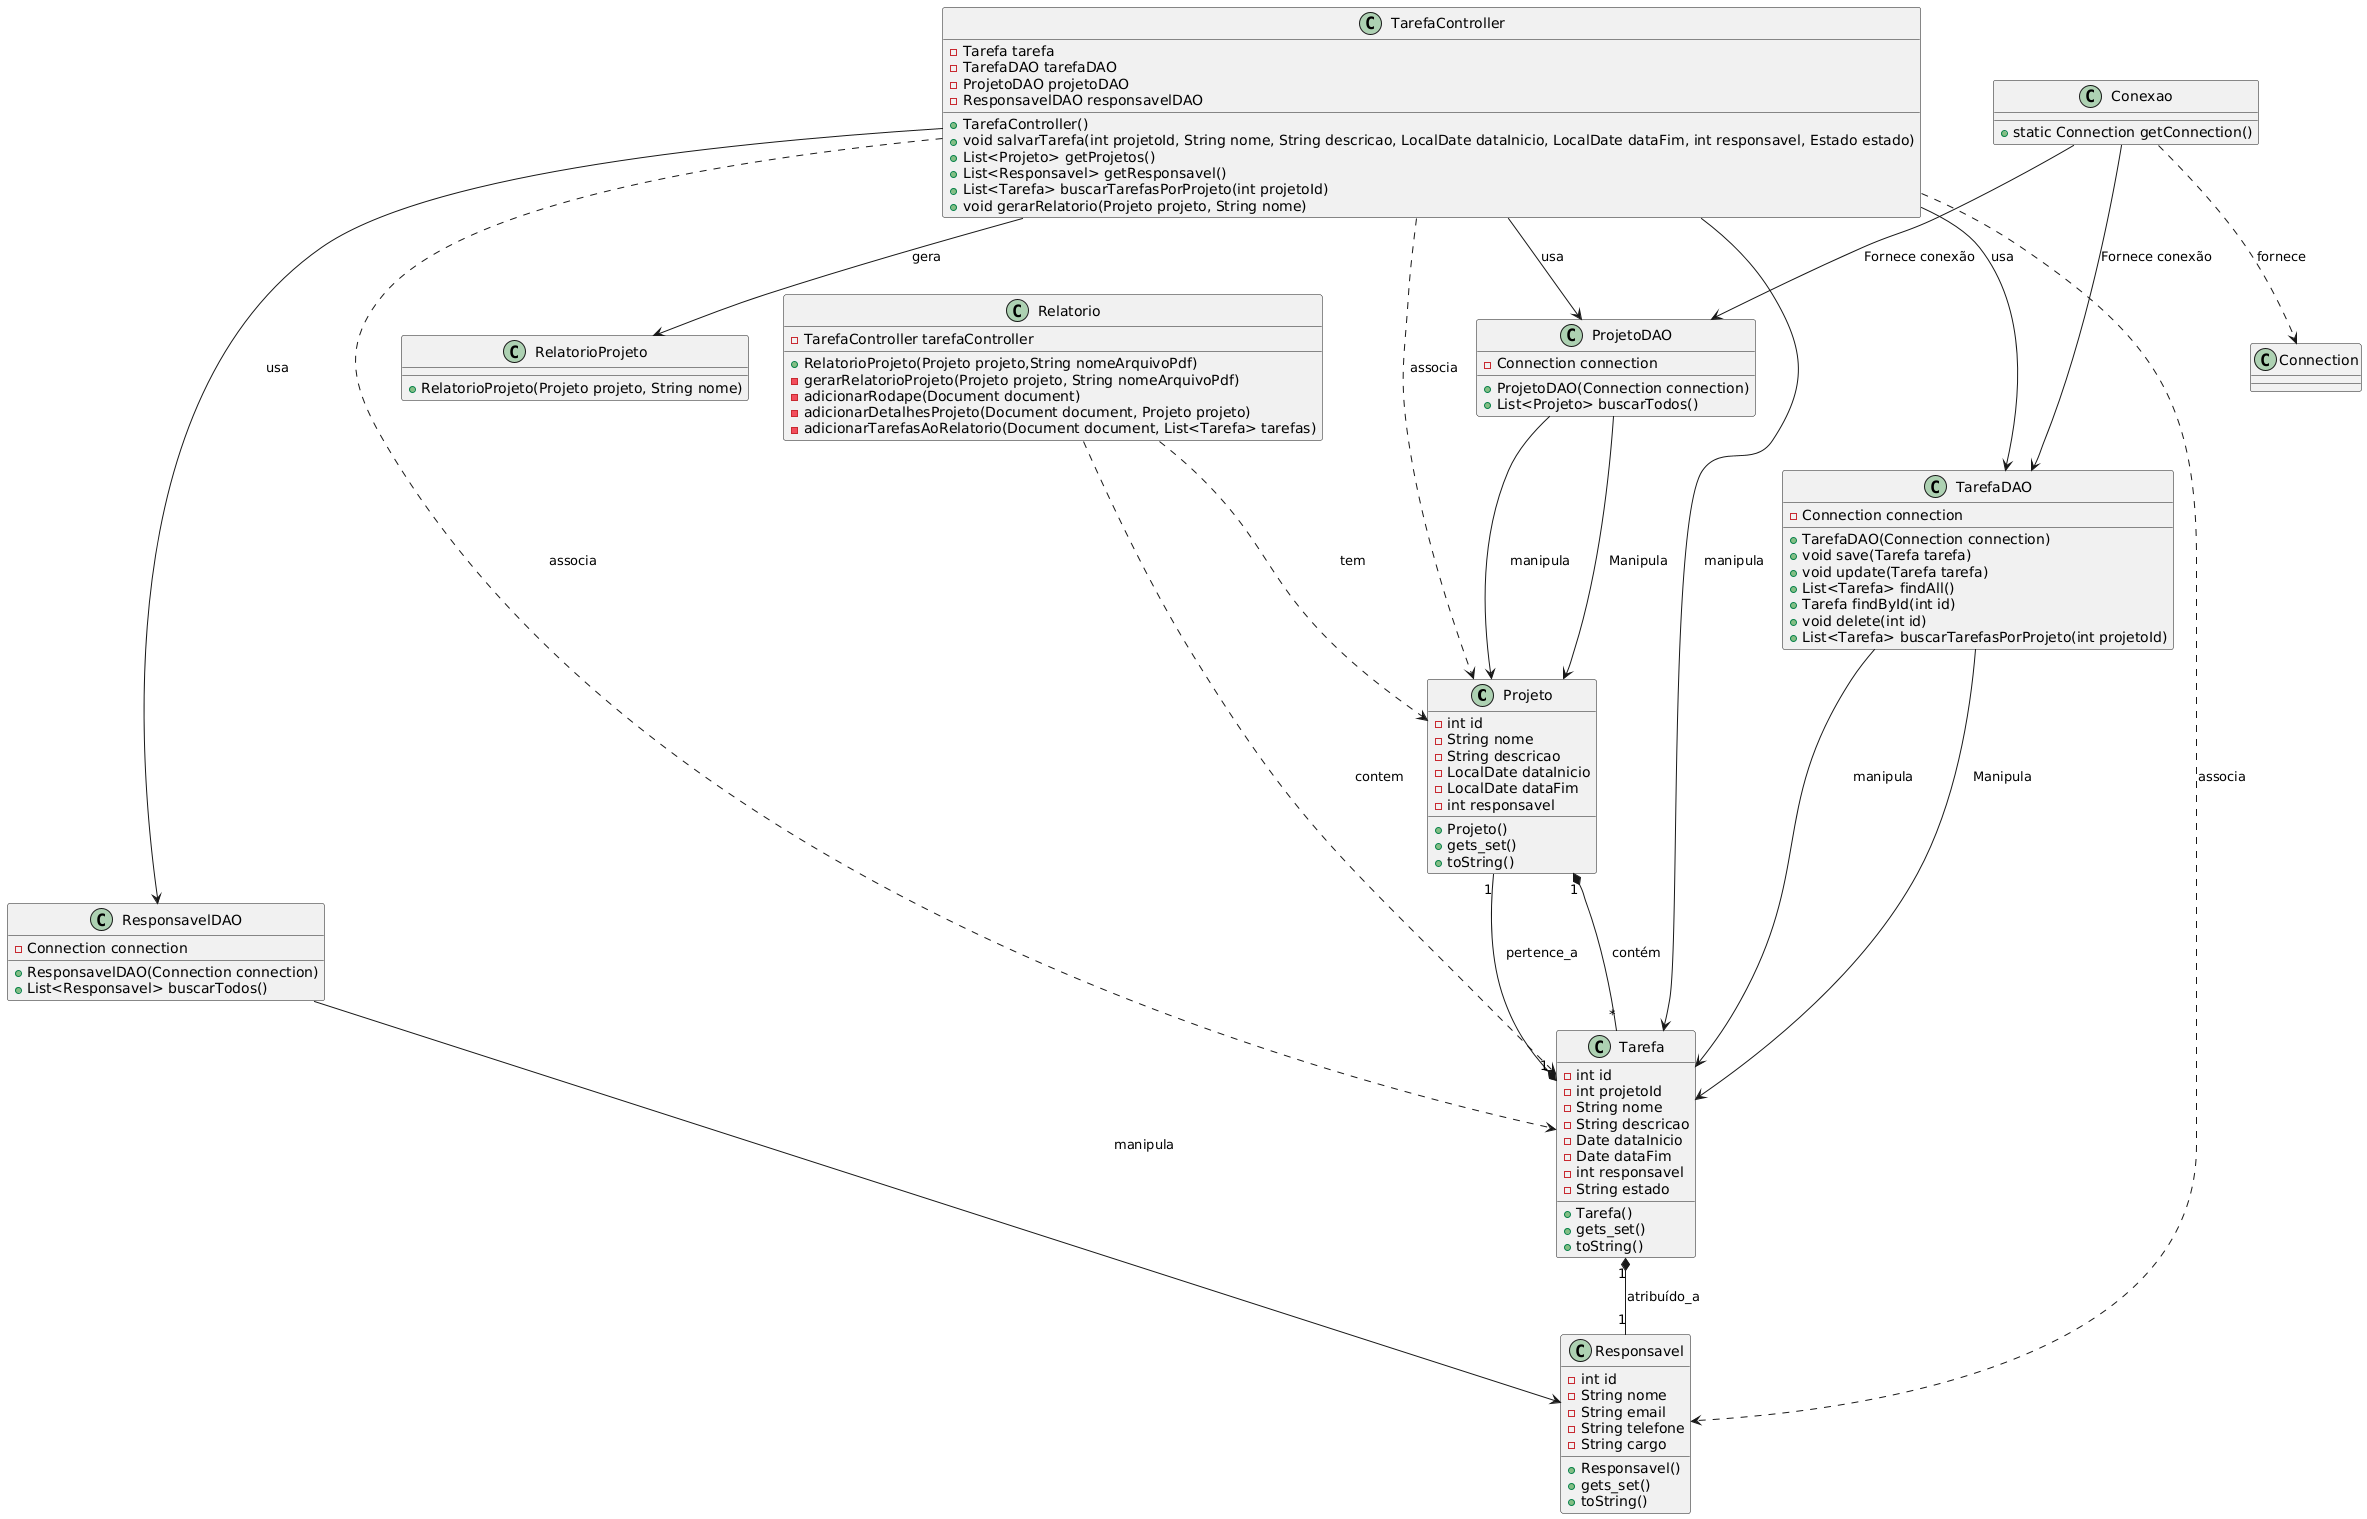 C TarefaController
Tarefa tarefa
TarefaDAO tarefaDAO
ProjetoDAO projetoDAO
ResponsavelDAO responsavelDAO
TarefaController()
void salvarTarefa(int projetoId, String nome, String descricao, LocalDate dataInicio, LocalDate dataFim, int responsavel, Estado estado)
List<Projeto> getProjetos()
List<Responsavel> getResponsavel()
List<Tarefa> buscarTarefasPorProjeto(int projetoId)
void gerarRelatorio(Projeto projeto, String nome)
C Conexao
static Connection getConnection()
gera
usa
Fornece conexão
usa
Fornece conexão
fornece
usa
C RelatorioProjeto
RelatorioProjeto(Projeto projeto, String nome)
C Relatorio
TarefaController tarefaController
RelatorioProjeto(Projeto projeto,String nomeArquivoPdf)
gerarRelatorioProjeto(Projeto projeto, String nomeArquivoPdf)
adicionarRodape(Document document)
adicionarDetalhesProjeto(Document document, Projeto projeto)
adicionarTarefasAoRelatorio(Document document, List<Tarefa> tarefas)
associa
C ProjetoDAO
Connection connection
ProjetoDAO(Connection connection)
List<Projeto> buscarTodos()
C Connection
C TarefaDAO
Connection connection
TarefaDAO(Connection connection)
void save(Tarefa tarefa)
void update(Tarefa tarefa)
List<Tarefa> findAll()
Tarefa findById(int id)
void delete(int id)
List<Tarefa> buscarTarefasPorProjeto(int projetoId)
associa
tem
manipula
Manipula
manipula
C Projeto
int id
String nome
String descricao
LocalDate dataInicio
LocalDate dataFim
int responsavel
Projeto()
gets_set()
toString()
contem
manipula
Manipula
associa
1
1
pertence_a
contém
1
*
C ResponsavelDAO
Connection connection
ResponsavelDAO(Connection connection)
List<Responsavel> buscarTodos()
manipula
C Tarefa
int id
int projetoId
String nome
String descricao
Date dataInicio
Date dataFim
int responsavel
String estado
Tarefa()
gets_set()
toString()
1
atribuído_a
1
C Responsavel
int id
String nome
String email
String telefone
String cargo
Responsavel()
gets_set()
toString()